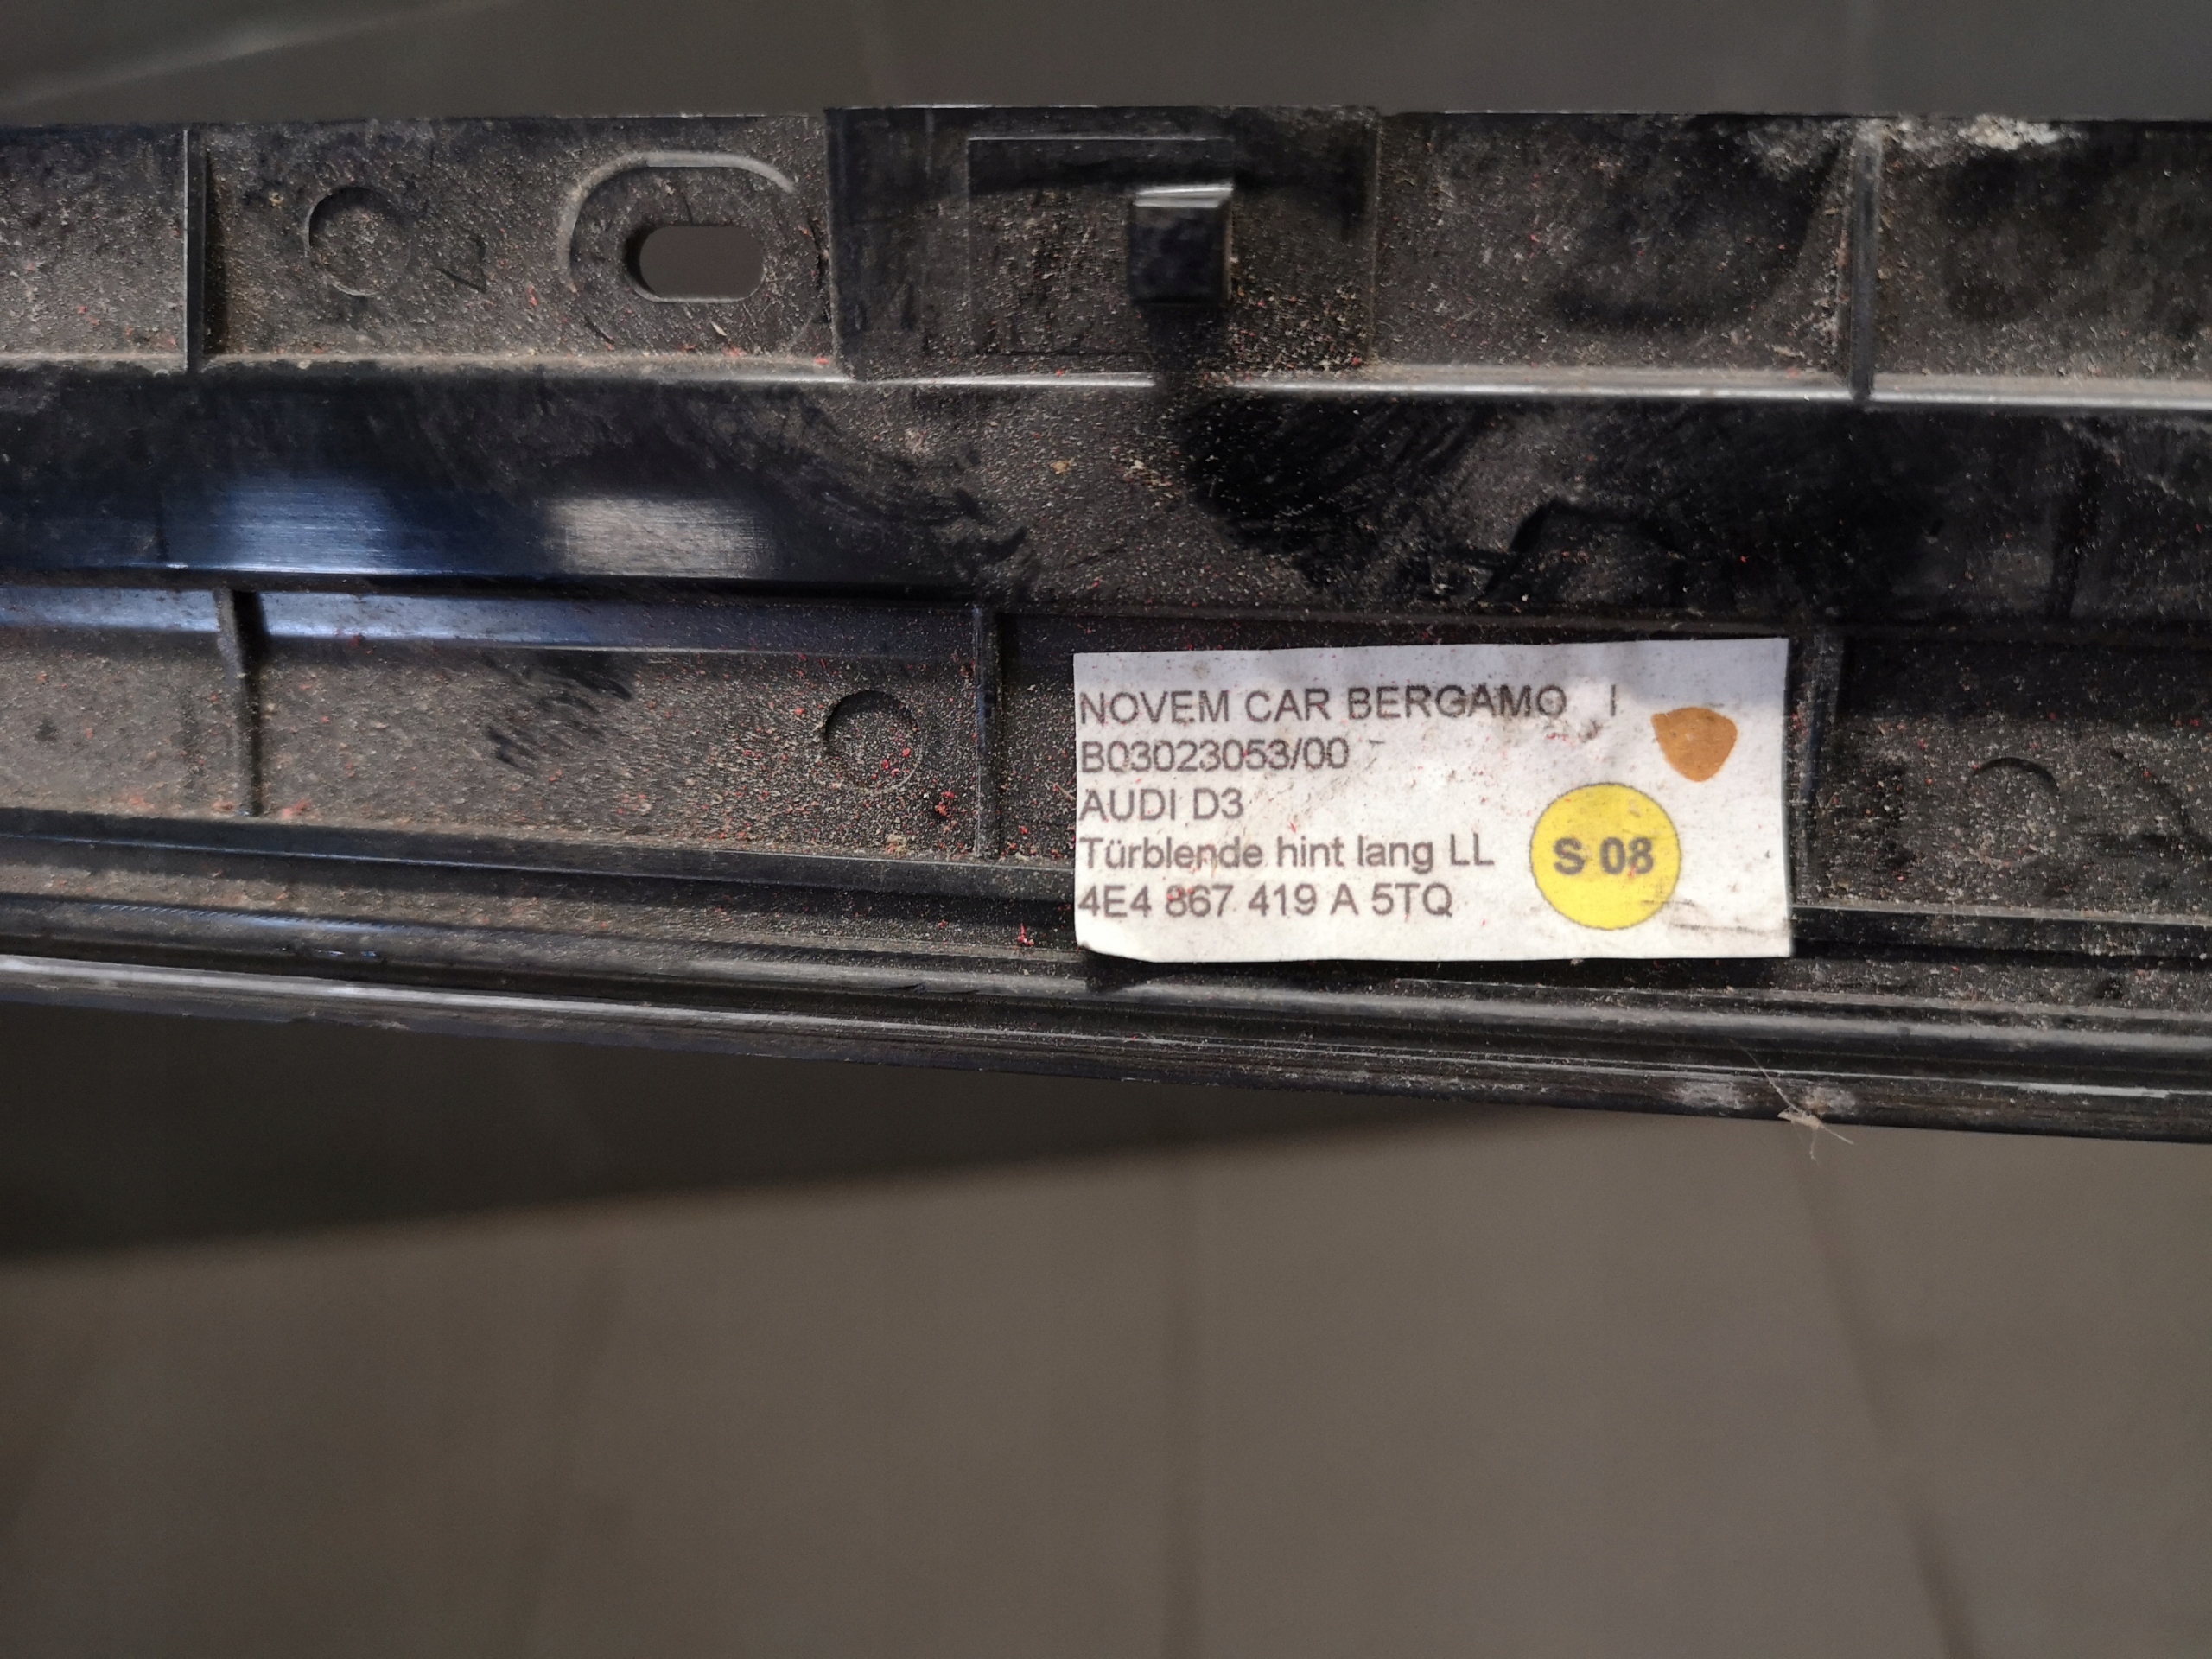 NOVEM CAR BERGAMO I
B03023053/00
AUDI D3
Türblende hint lang LL
S 08
4E4 867 419 A 5TQ